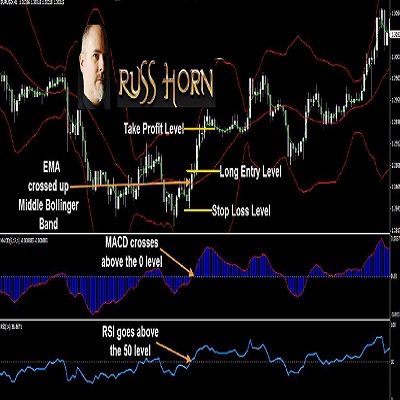 RUSS HORN
Take Profit Level
EMA
crossed up
Middle Bollinger
Band
Long Entry Level
Stop Loss Level
MACD crosses
above the 0 level
RSI goes above
the 50 level